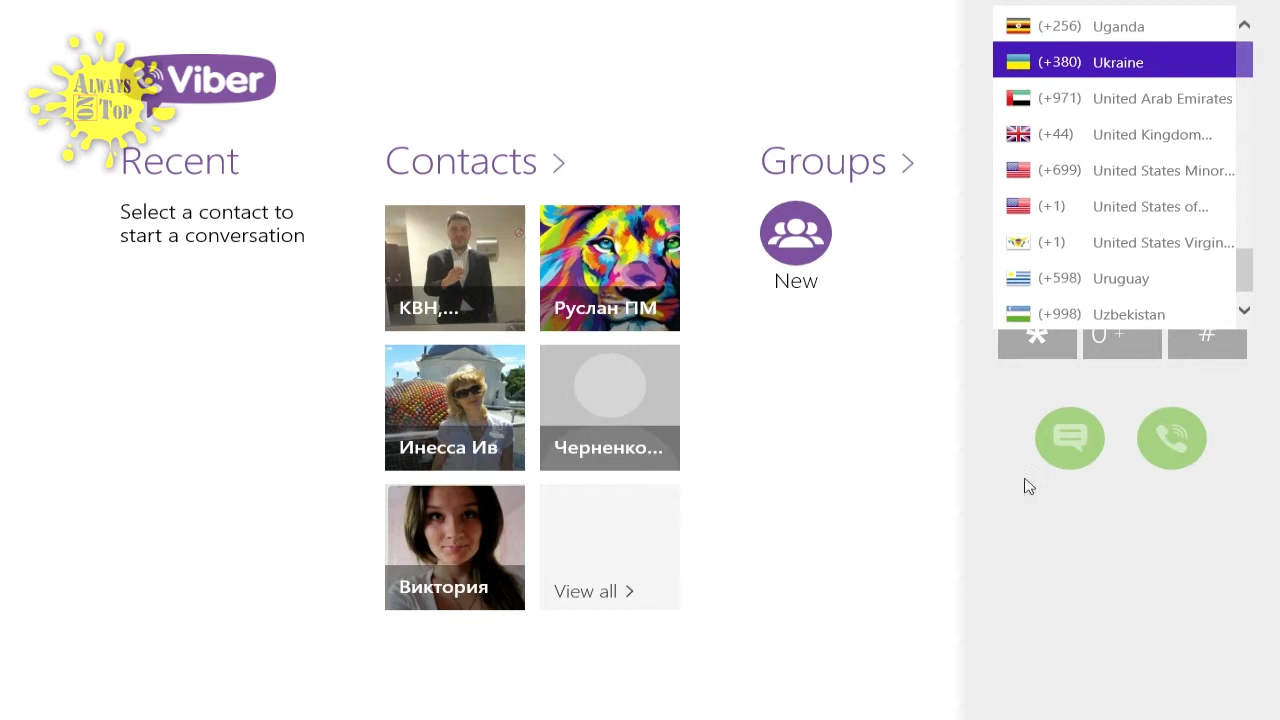 ALWAYS
ON
TOP
Viber
Recent
Select a contact to
start a conversation
Contacts >
КВН,...
Руслан ПМ
Инесса Ив
Черненко...
Виктория
View all >
Groups >
New
(+256) Uganda
(+380) Ukraine
(+971) United Arab Emirates
(+44) United Kingdom...
(+699) United States Minor...
(+1) United States of...
(+1) United States Virgin...
(+598) Uruguay
(+998) Uzbekistan
* 0 + #